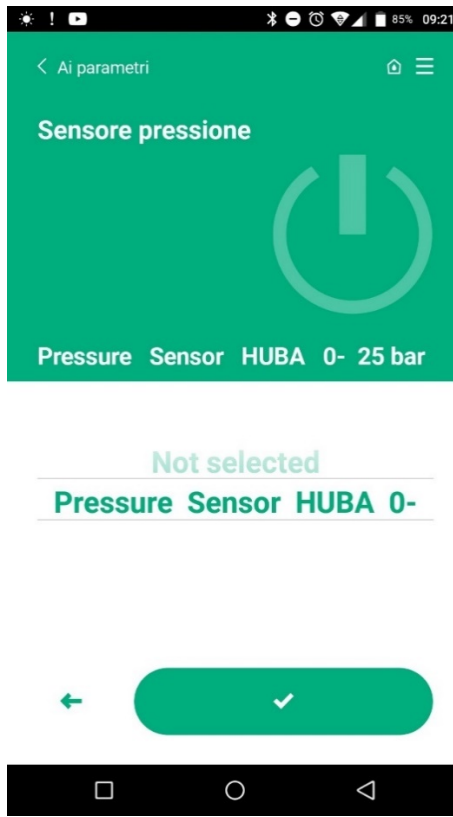 85% 09:21
Ai parametri
Sensore pressione
Pressure Sensor HUBA 0- 25 bar
Not selected
Pressure Sensor HUBA 0-